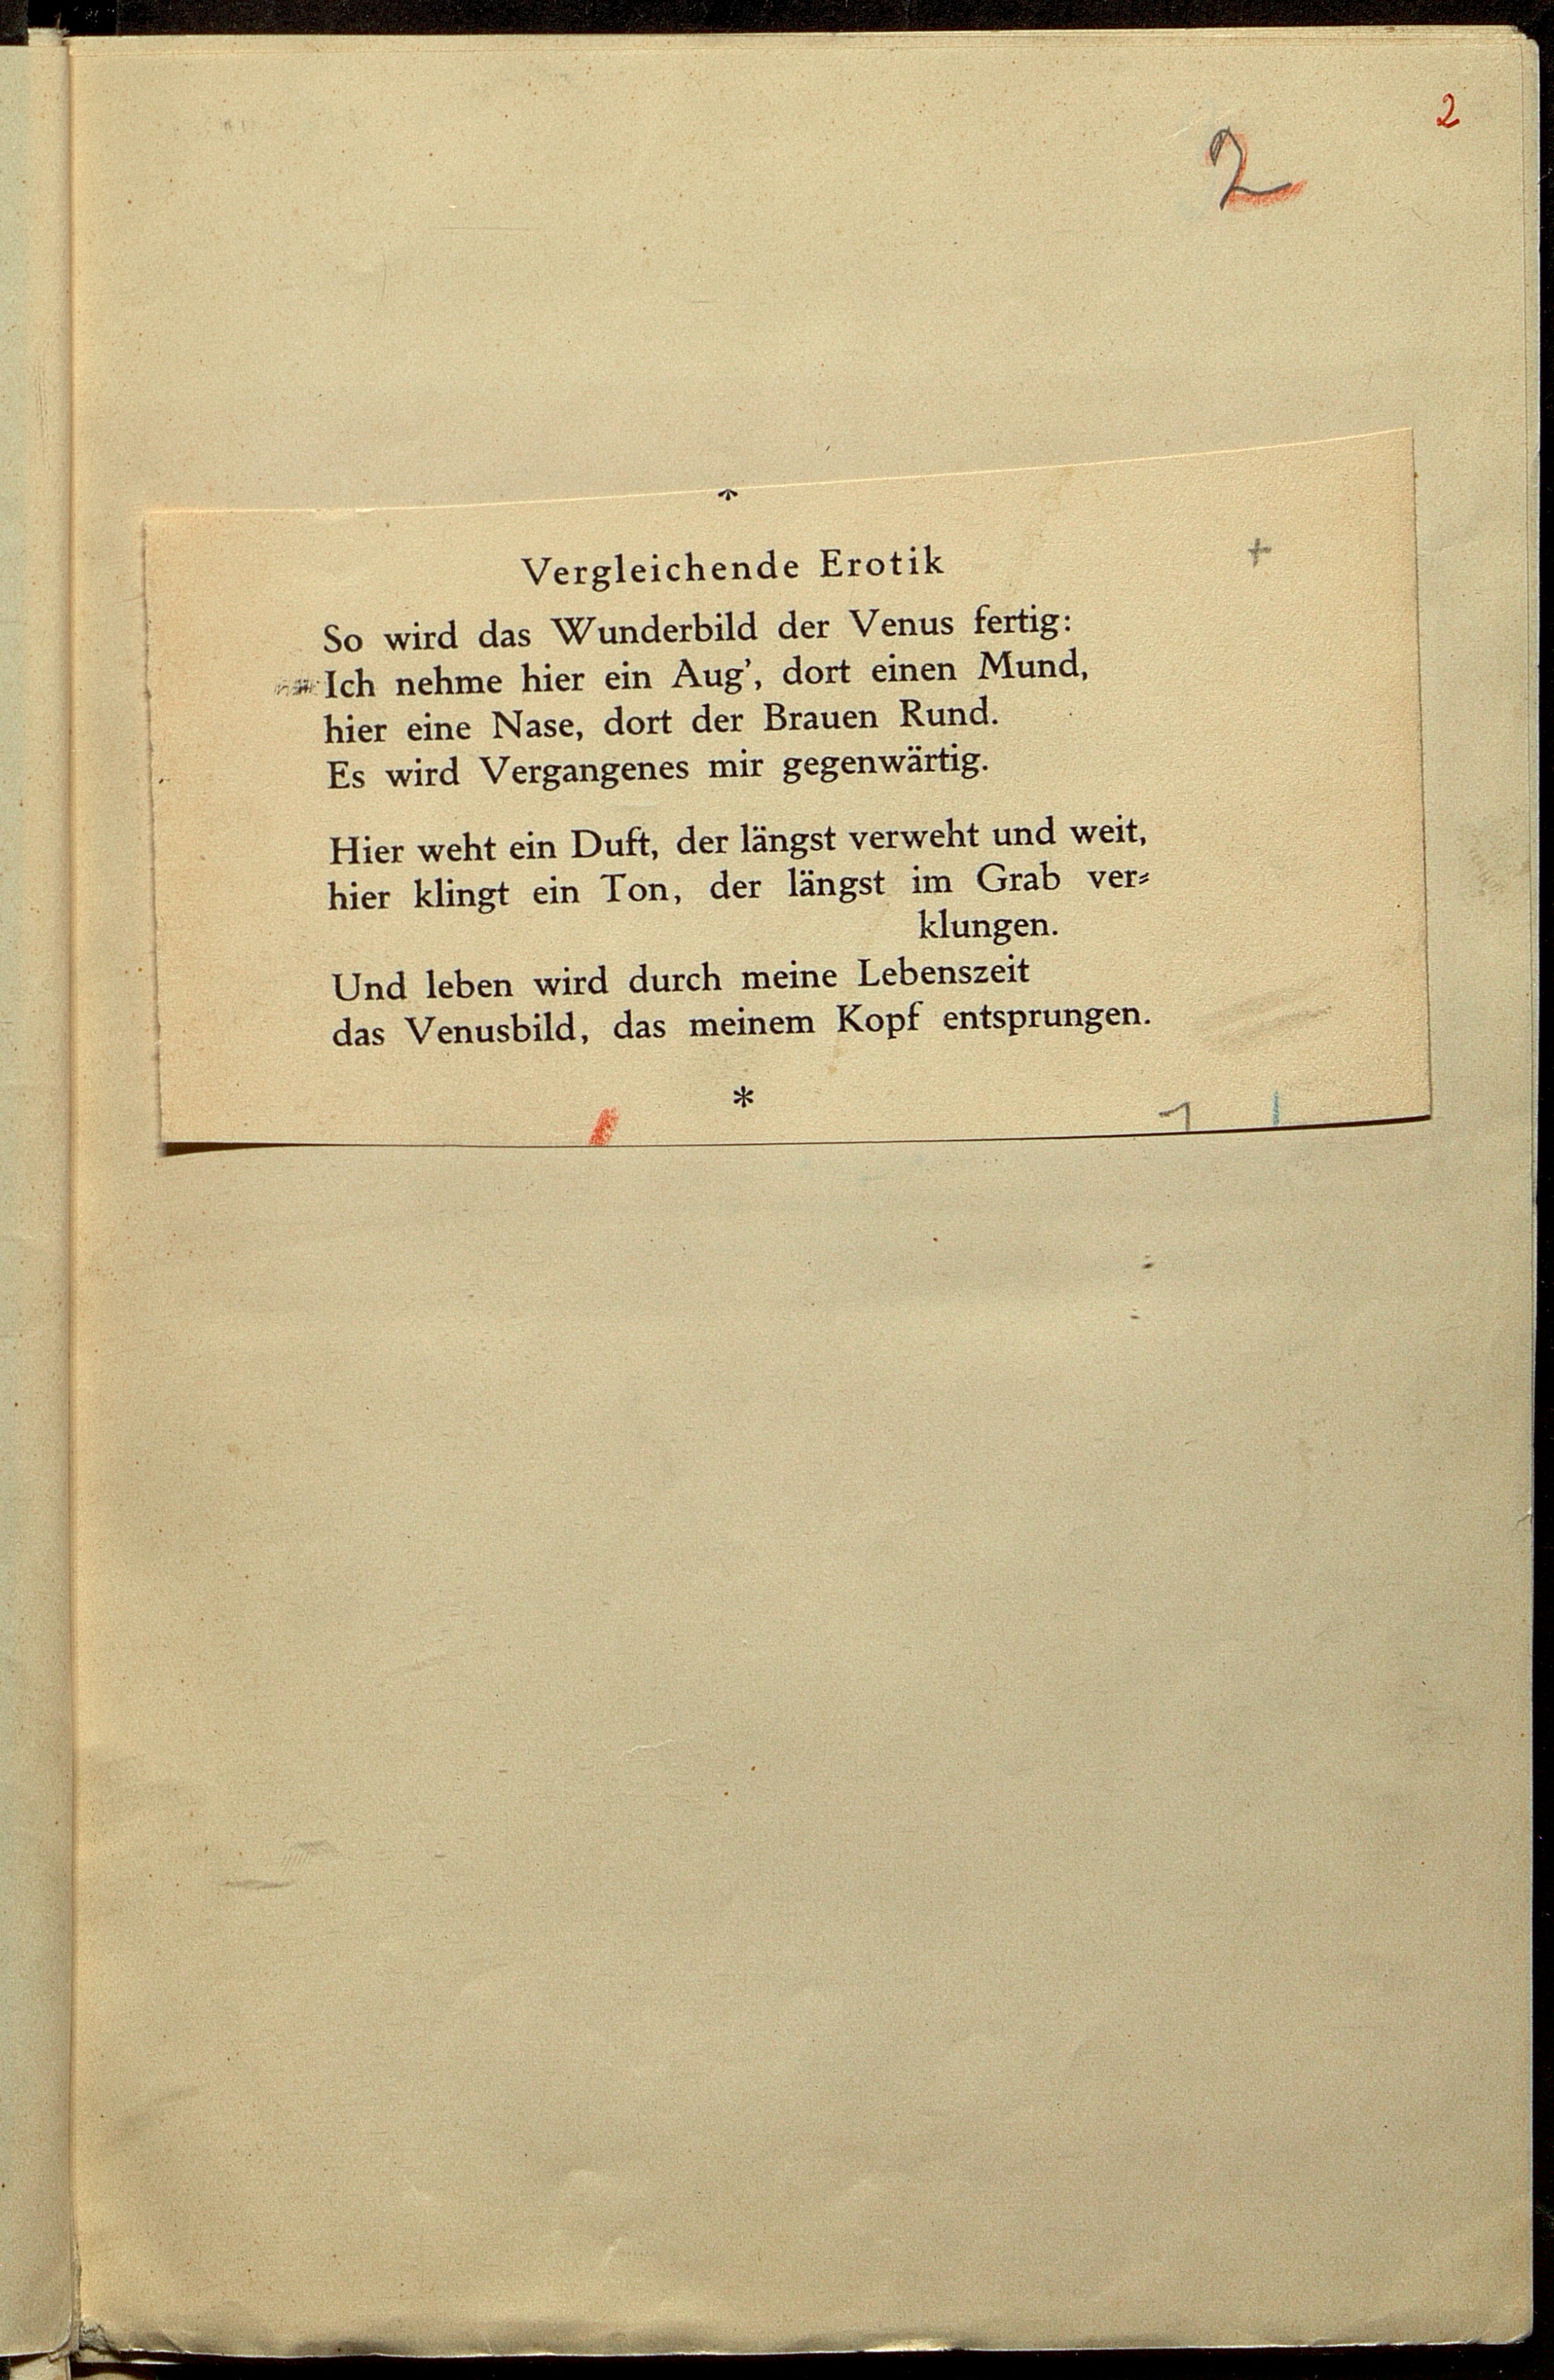 2
2
*
Vergleichende Erotik
+
So wird das Wunderbild der Venus fertig:
Ich nehme hier ein Aug', dort einen Mund,
hier eine Nase, dort der Brauen Rund.
Es wird Vergangenes mir gegenwärtig.
Hier weht ein Duft, der längst verweht und weit,
hier klingt ein Ton, der längst im Grab ver⸗
klungen.
Und leben wird durch meine Lebenszeit
das Venusbild, das meinem Kopf entsprungen.
*